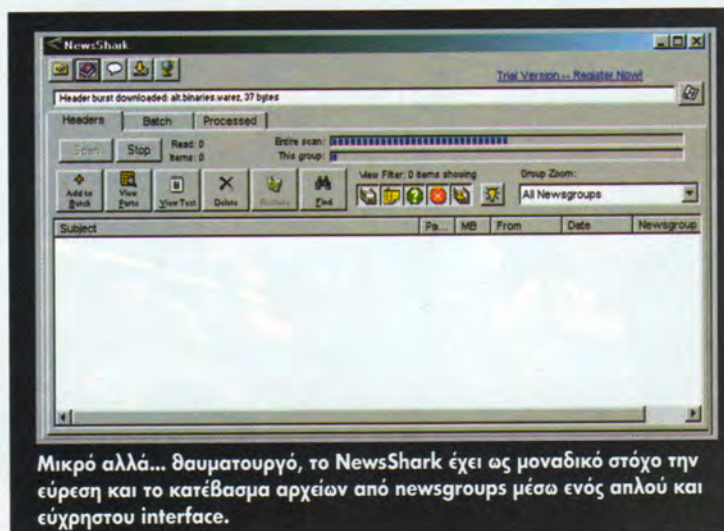 NewsShark
Trial Version -- Register Now!
Header burst downloaded: alt.binaries.warez, 37 bytes
Headers Batch Processed
Scan Stop Read: 0 Items: 0 Entire scan: This group:
Add to Batch View Parts View Text Delete Find View Filter: 0 items showing Group Zoom: All Newsgroups
Subject Pa... MB From Date Newsgroup
Μικρό αλλά... θαυματουργό, το NewsShark έχει ως μοναδικό στόχο την
εύρεση και το κατέβασμα αρχείων από newsgroups μέσω ενός απλού και
εύχρηστου interface.